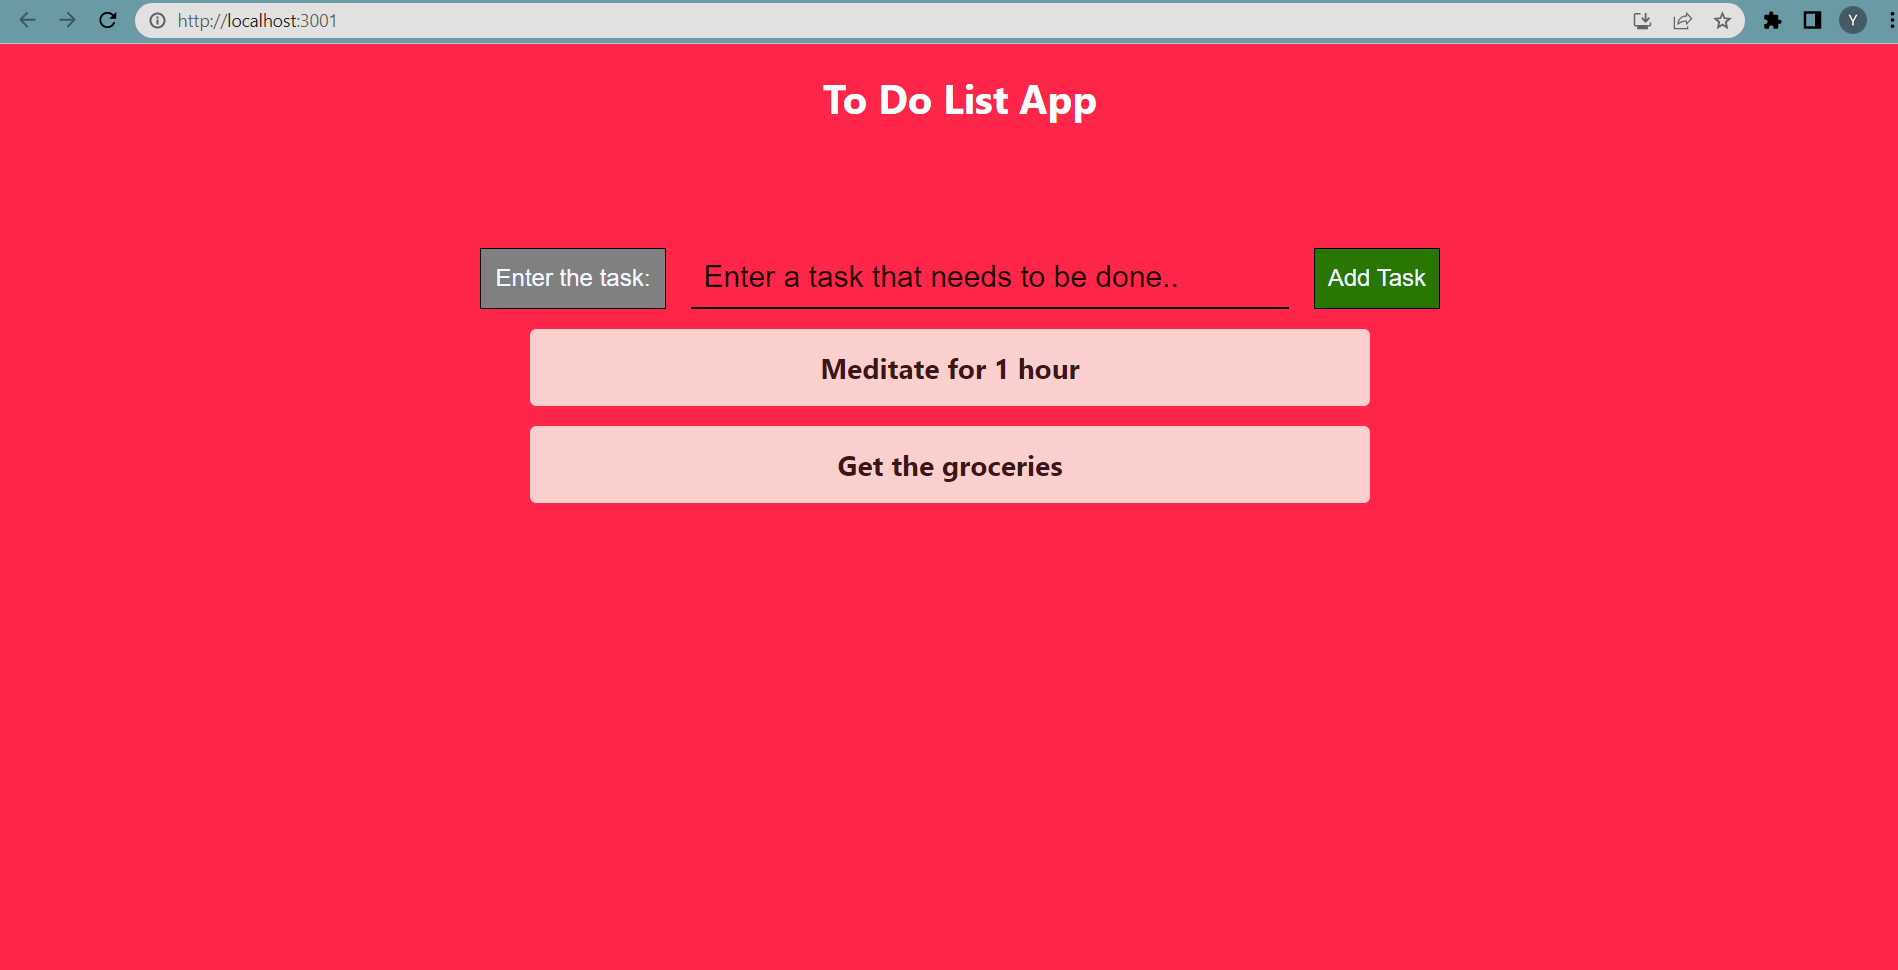 http://localhost:3001
Y
To Do List App
Enter the task: Enter a task that needs to be done.. Add Task
Meditate for 1 hour
Get the groceries